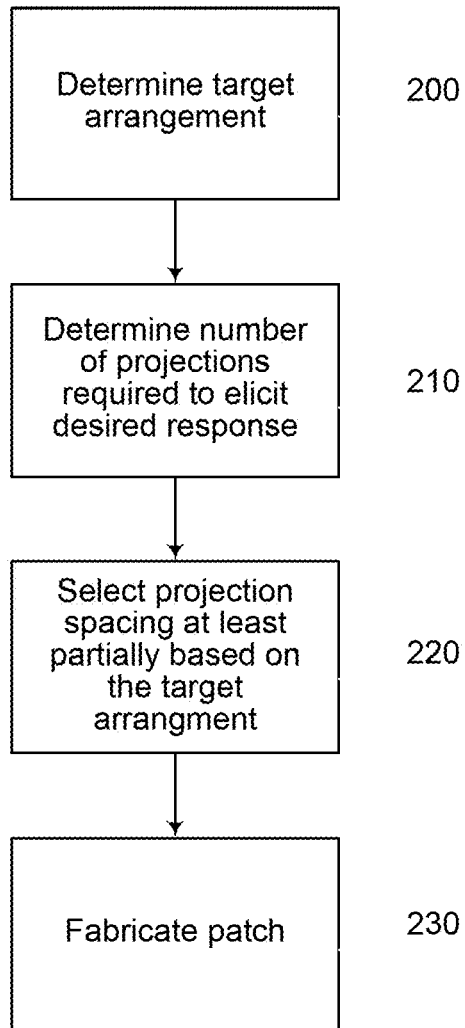 Determine target
arrangement
200
Determine number
of projections
required to elicit
desired response
210
Select projection
spacing at least
partially based on
the target
arrangment
220
Fabricate patch
230